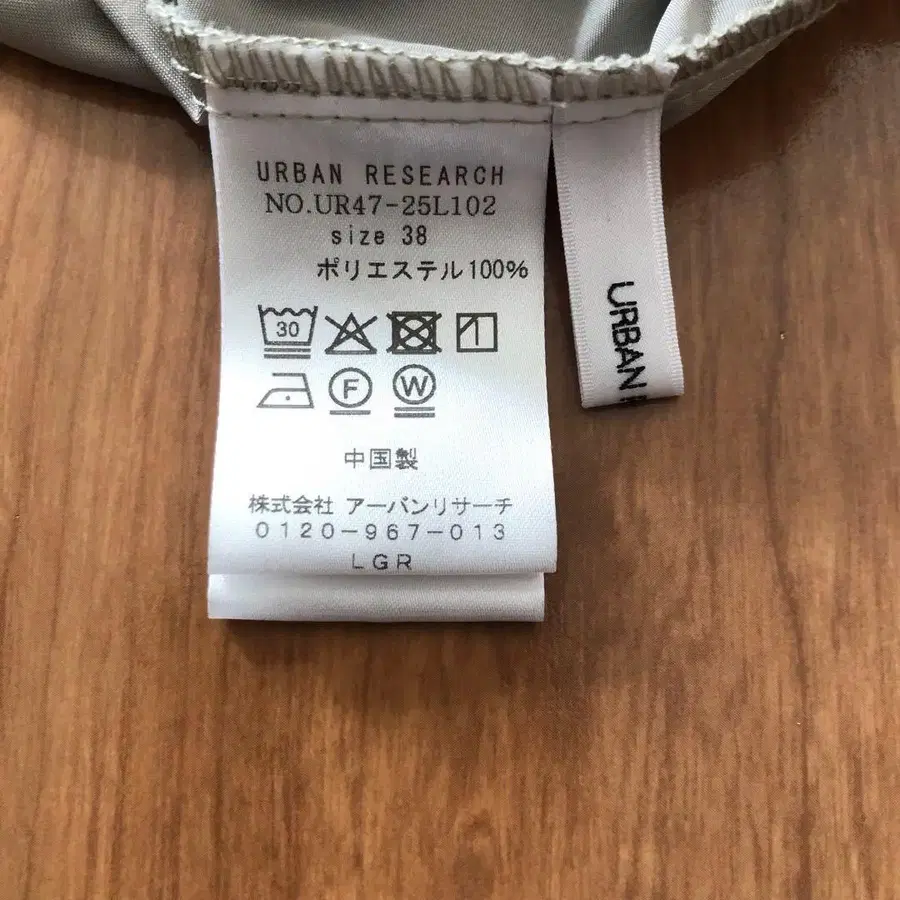 URBAN RESEARCH
NO.UR47-25L102
size 38
ポリエステル100%
30
F W
中国製
株式会社 アーバンリサーチ
0120-967-013
LGR
URBAN